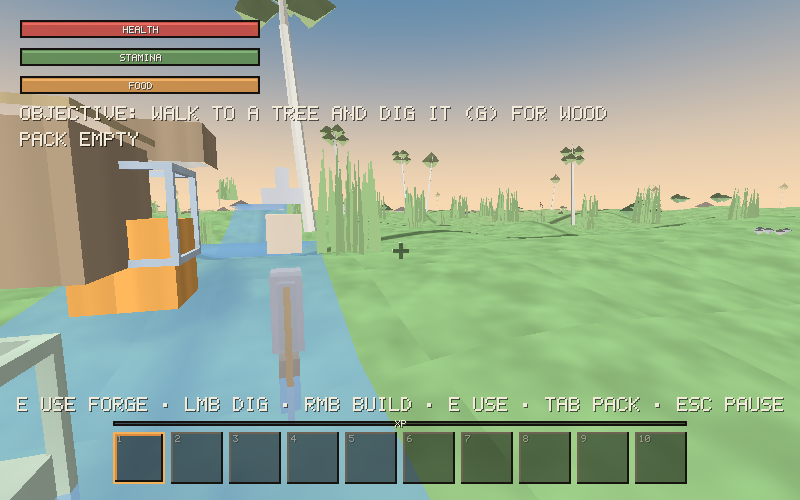 HEALTH
STAMINA
FOOD
OBJECTIVE: WALK TO A TREE AND DIG IT (G) FOR WOOD
PACK EMPTY
E USE FORGE · LMB DIG · RMB BUILD · E USE · TAB PACK · ESC PAUSE
XP
1 2 3 4 5 6 7 8 9 10